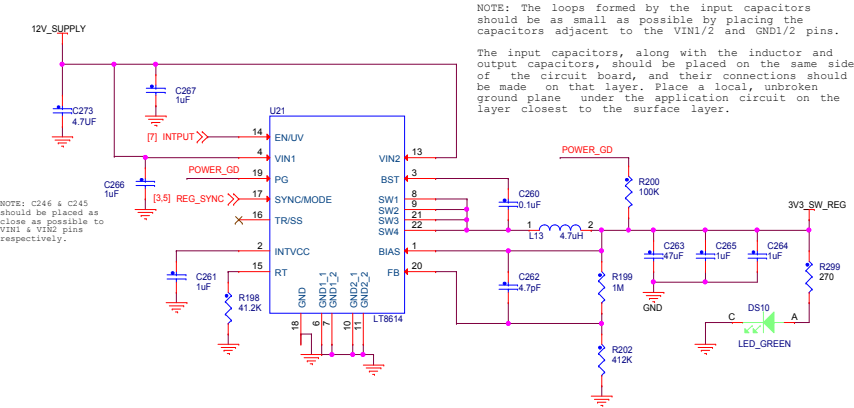 NOTE: The loops formed by the input capacitors
should be as small as possible by placing the
capacitors adjacent to the VIN1/2 and GND1/2 pins.
The input capacitors, along with the inductor and
output capacitors, should be placed on the same side
of the circuit board, and their connections should
be made on that layer. Place a local, unbroken
ground plane under the application circuit on the
layer closest to the surface layer.
12V_SUPPLY
C267
1uF
C273
4.7UF
U21
[7] INTPUT
14
EN/UV
4
VIN1
VIN2
13
POWER_GD
19
PG
BST
3
C266
1uF
[3,5] REG_SYNC
17
SYNC/MODE
SW1
8
SW2
9
16
TR/SS
SW3
21
SW4
22
2
INTVCC
BIAS
1
15
RT
FB
20
GND
GND1_1
GND1_2
GND2_1
GND2_2
18
6
7
10
11
LT8614
NOTE: C246 & C245
should be placed as
close as possible to
VIN1 & VIN2 pins
respectively.
C261
1uF
R198
41.2K
POWER_GD
R200
100K
C260
0.1uF
1
2
L13
4.7uH
3V3_SW_REG
C262
4.7pF
R199
1M
C263
47uF
C265
1uF
C264
1uF
R299
270
GND
DS10
C
A
LED_GREEN
R202
412K